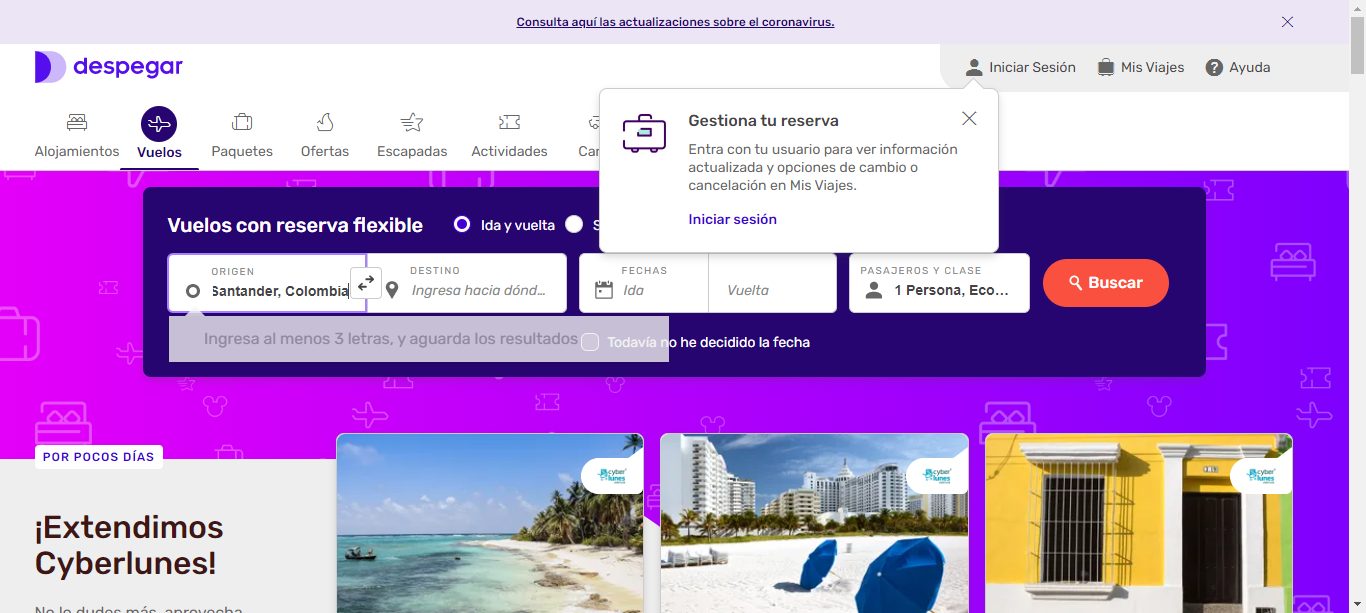 Consulta aquí las actualizaciones sobre el coronavirus.
despegar
Iniciar Sesión
Mis Viajes
Ayuda
Alojamientos
Vuelos
Paquetes
Ofertas
Escapadas
Actividades
Gestiona tu reserva
Entra con tu usuario para ver información
actualizada y opciones de cambio o
cancelación en Mis Viajes.
Iniciar sesión
Vuelos con reserva flexible
Ida y vuelta
ORIGEN
Santander, Colombia
DESTINO
Ingresa hacia dónd...
FECHAS
Ida
Vuelta
PASAJEROS Y CLASE
1 Persona, Eco...
Buscar
Ingresa al menos 3 letras, y aguarda los resultados
Todavía no he decidido la fecha
POR POCOS DÍAS
¡Extendimos
Cyberlunes!
No lo dudes más, aprovecha
cyber
lunes
cyber
lunes
cyber
lunes